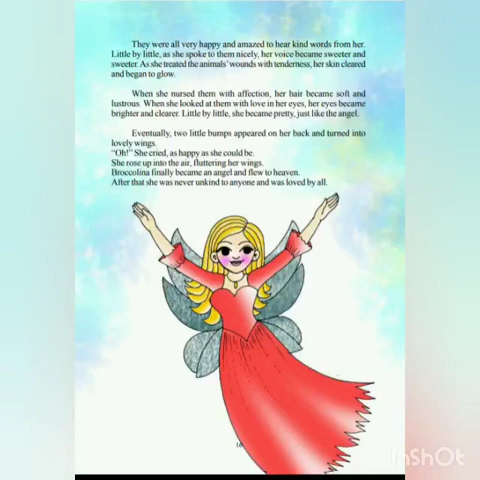 They were all very happy and amazed to hear kind words from her.
Little by little, as she spoke to them nicely, her voice became sweeter and
sweeter. As she treated the animals' wounds with tenderness, her skin cleared
and began to glow.
When she nursed them with affection, her hair became soft and
lustrous. When she looked at them with love in her eyes, her eyes became
brighter and clearer. Little by little, she became pretty, just like the angel.
Eventually, two little bumps appeared on her back and turned into
lovely wings.
"Oh!" She cried, as happy as she could be.
She rose up into the air, fluttering her wings.
Broccolina finally became an angel and flew to heaven.
After that she was never unkind to anyone and was loved by all.
InShOt